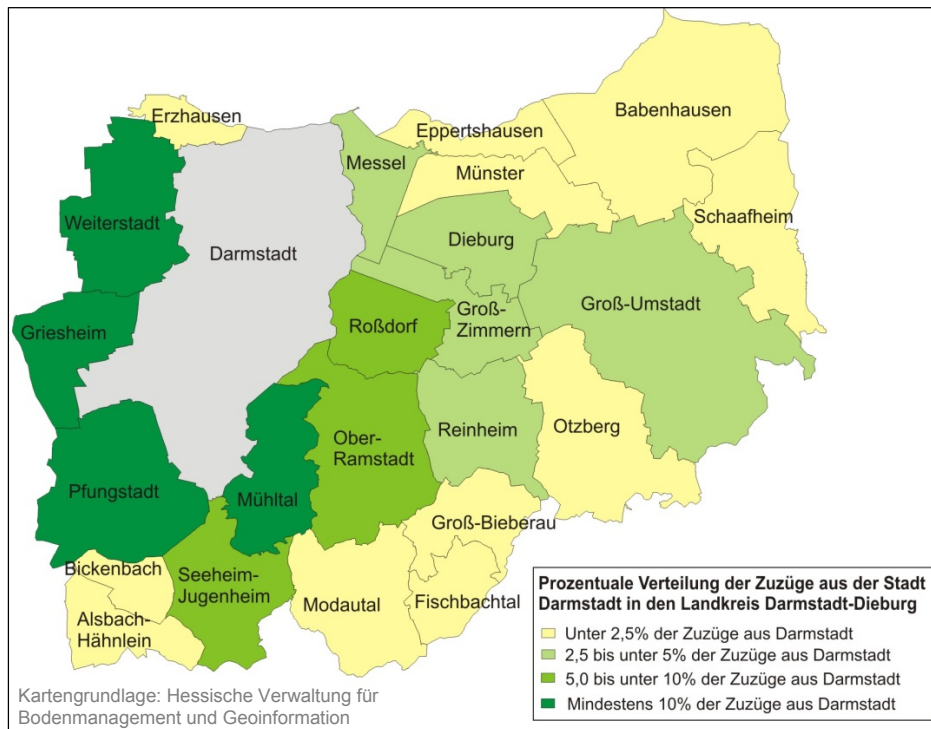 Erzhausen
Babenhausen
Eppertshausen
Messel
Münster
Weiterstadt
Schaafheim
Darmstadt
Dieburg
Groß-Umstadt
Groß-
Zimmern
Roßdorf
Griesheim
Otzberg
Reinheim
Ober-
Ramstadt
Pfungstadt
Mühltal
Groß-Bieberau
Bickenbach
Seeheim-
Jugenheim
Modautal
Fischbachtal
Alsbach-
Hähnlein
Prozentuale Verteilung der Zuzüge aus der Stadt
Darmstadt in den Landkreis Darmstadt-Dieburg
Unter 2,5% der Zuzüge aus Darmstadt
2,5 bis unter 5% der Zuzüge aus Darmstadt
5,0 bis unter 10% der Zuzüge aus Darmstadt
Mindestens 10% der Zuzüge aus Darmstadt
Kartengrundlage: Hessische Verwaltung für
Bodenmanagement und Geoinformation